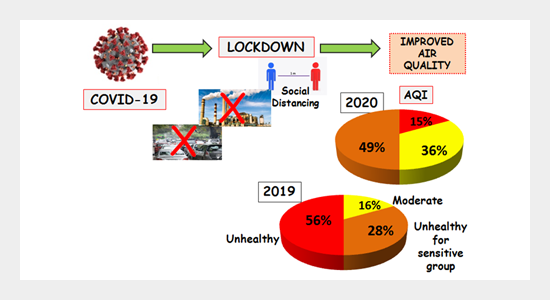 COVID-19
LOCKDOWN
IMPROVED
AIR
QUALITY
Social
Distancing
2020
AQI
15%
49%
36%
2019
56%
16%
28%
Moderate
Unhealthy
Unhealthy
for
sensitive
group